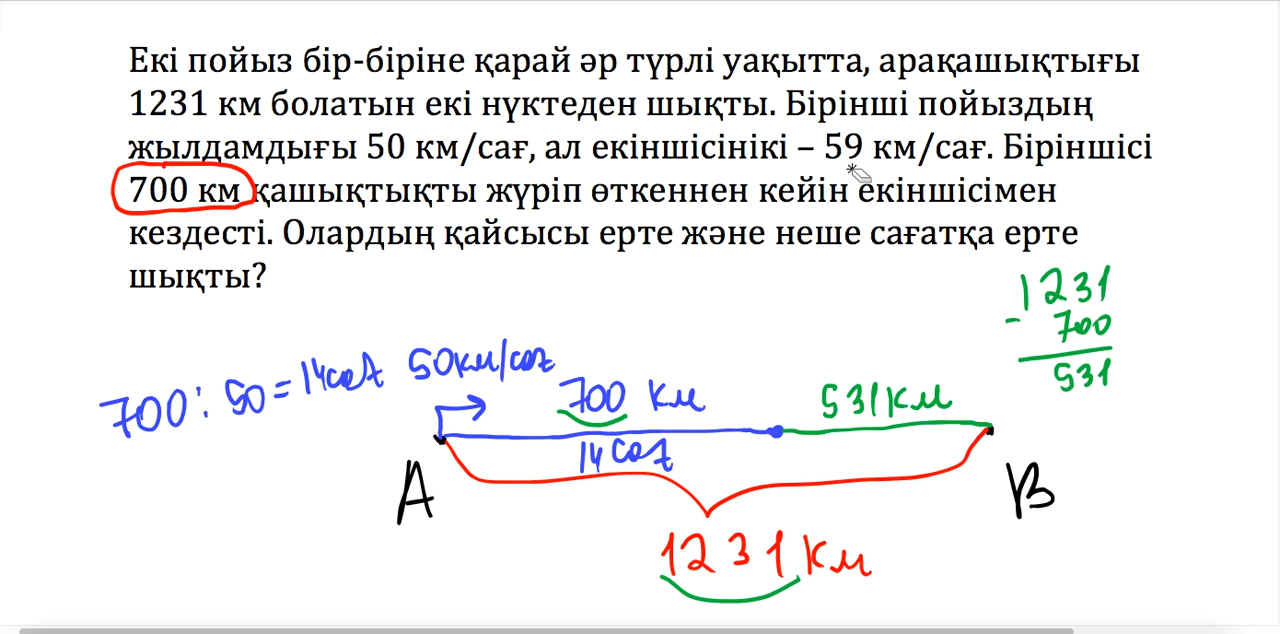 Екі пойыз бір-біріне қарай әр түрлі уақытта, арақашықтығы
1231 км болатын екі нүктеден шықты. Бірінші пойыздың
жылдамдығы 50 км/сағ, ал екіншісінікі – 59 км/сағ. Біріншісі
700 км қашықтықты жүріп өткеннен кейін екіншісімен
кездесті. Олардың қайсысы ерте және неше сағатқа ерте
шықты?
1231
- 700
531
700 : 50 = 14сағ
50км/сағ
700 км
531км
14сағ
A
B
1231км